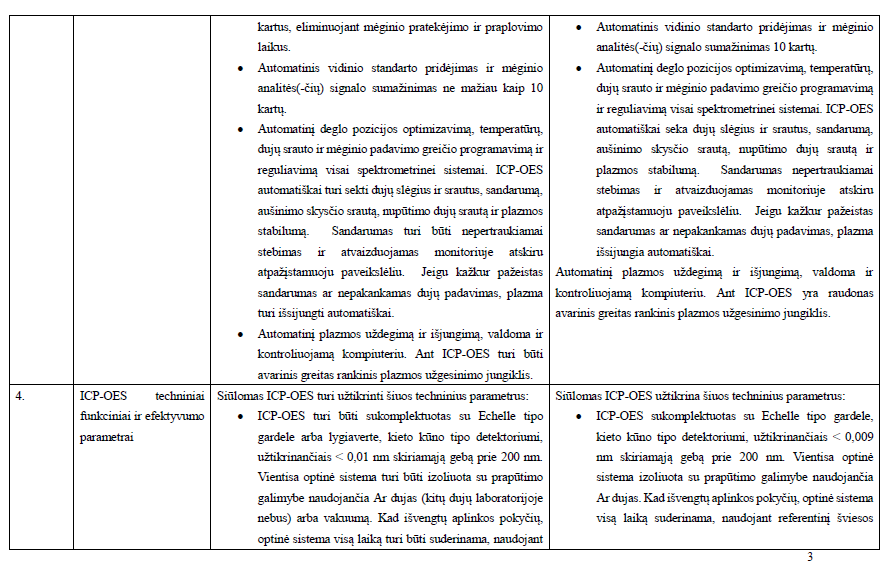 kartus, eliminuojant mėginio pratekėjimo ir praplovimo
laikus.
• Automatinis vidinio standarto pridėjimas ir mėginio
analitės(-čių) signalo sumažinimas ne mažiau kaip 10
kartų.
• Automatinį deglo pozicijos optimizavimą, temperatūrų,
dujų srauto ir mėginio padavimo greičio programavimą ir
reguliavimą visai spektrometrinei sistemai. ICP-OES
automatiškai turi sekti dujų slėgius ir srautus, sandarumą,
aušinimo skysčio srautą, nupūtimo dujų srautą ir plazmos
stabilumą. Sandarumas turi būti nepertraukiamai
stebimas ir atvaizduojamas monitoriuje atskiru
atpažįstamuoju paveikslėliu. Jeigu kažkur pažeistas
sandarumas ar nepakankamas dujų padavimas, plazma
turi išsijungti automatiškai.
• Automatinį plazmos uždegimą ir išjungimą, valdoma ir
kontroliuojamą kompiuteriu. Ant ICP-OES turi būti
avarinis greitas rankinis plazmos užgesinimo jungiklis.
• Automatinis vidinio standarto pridėjimas ir mėginio
analitės(-čių) signalo sumažinimas 10 kartų.
• Automatinį deglo pozicijos optimizavimą, temperatūrų,
dujų srauto ir mėginio padavimo greičio programavimą
ir reguliavimą visai spektrometrinei sistemai. ICP-OES
automatiškai seka dujų slėgius ir srautus, sandarumą,
aušinimo skysčio srautą, nupūtimo dujų srautą ir
plazmos stabilumą. Sandarumas nepertraukiamai
stebimas ir atvaizduojamas monitoriuje atskiru
atpažįstamuoju paveikslėliu. Jeigu kažkur pažeistas
sandarumas ar nepakankamas dujų padavimas, plazma
išsijungia automatiškai.
Automatinį plazmos uždegimą ir išjungimą, valdoma ir
kontroliuojamą kompiuteriu. Ant ICP-OES yra raudonas
avarinis greitas rankinis plazmos užgesinimo jungiklis.
4.
ICP-OES techniniai
funkciniai ir efektyvumo
parametrai
Siūlomas ICP-OES turi užtikrinti šiuos techninius parametrus:
• ICP-OES turi būti sukomplektuotas su Echelle tipo
gardele arba lygiaverte, kieto kūno tipo detektoriumi,
užtikrinančiais < 0,01 nm skiriamąją gebą prie 200 nm.
Vientisa optinė sistema turi būti izoliuota su prapūtimo
galimybe naudojančia Ar dujas (kitų dujų laboratorijoje
nebus) arba vakuumą. Kad išvengtų aplinkos pokyčių,
optinė sistema visą laiką turi būti suderinama, naudojant
Siūlomas ICP-OES užtikrina šiuos techninius parametrus:
• ICP-OES sukomplektuotas su Echelle tipo gardele,
kieto kūno tipo detektoriumi, užtikrinančiais < 0,009
nm skiriamąją gebą prie 200 nm. Vientisa optinė
sistema izoliuota su prapūtimo galimybe naudojančia
Ar dujas. Kad išvengtų aplinkos pokyčių, optinė sistema
visą laiką suderinama, naudojant referentinį šviesos
3